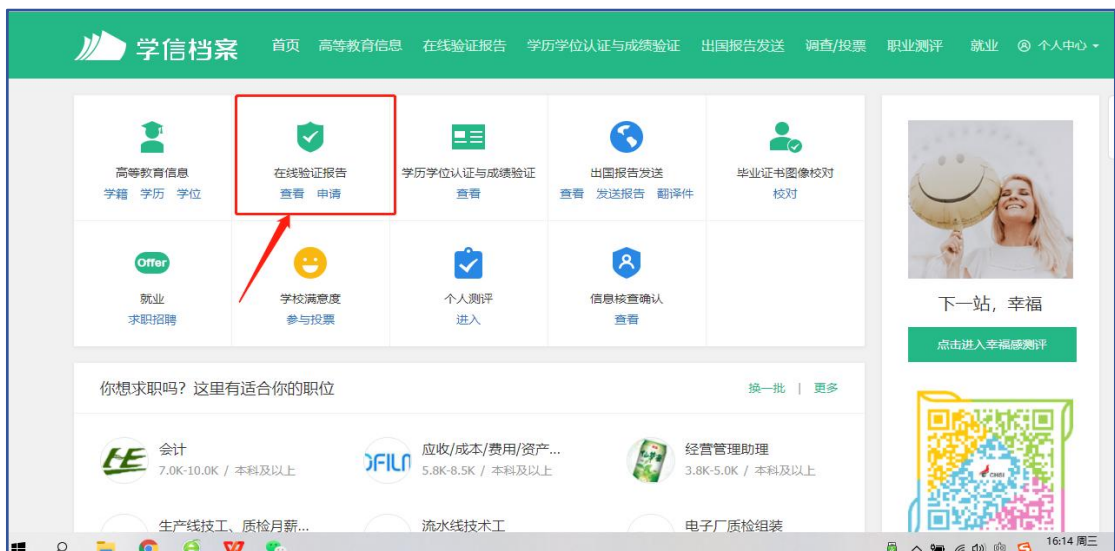 学信档案 首页 高等教育信息 在线验证报告 学历学位认证与成绩验证 出国报告发送 调查/投票 职业测评 就业 个人中心
高等教育信息 在线验证报告 学历学位认证与成绩验证 出国报告发送 毕业证书图像校对
学籍 学历 学位 查看 申请 查看 查看 发送报告 翻译件 校对
Offer
就业 学校满意度 个人测评 信息核查确认
求职招聘 参与投票 进入 查看
下一站，幸福
点击进入幸福感测评
你想求职吗？这里有适合你的职位 换一批 | 更多
会计 应收/成本/费用/资产... 经营管理助理
7.0K-10.0K / 本科及以上 5.8K-8.5K / 本科及以上 3.8K-5.0K / 本科及以上
生产线技工、质检月薪... 流水线技术工 电子厂质检组装
16:14 周三